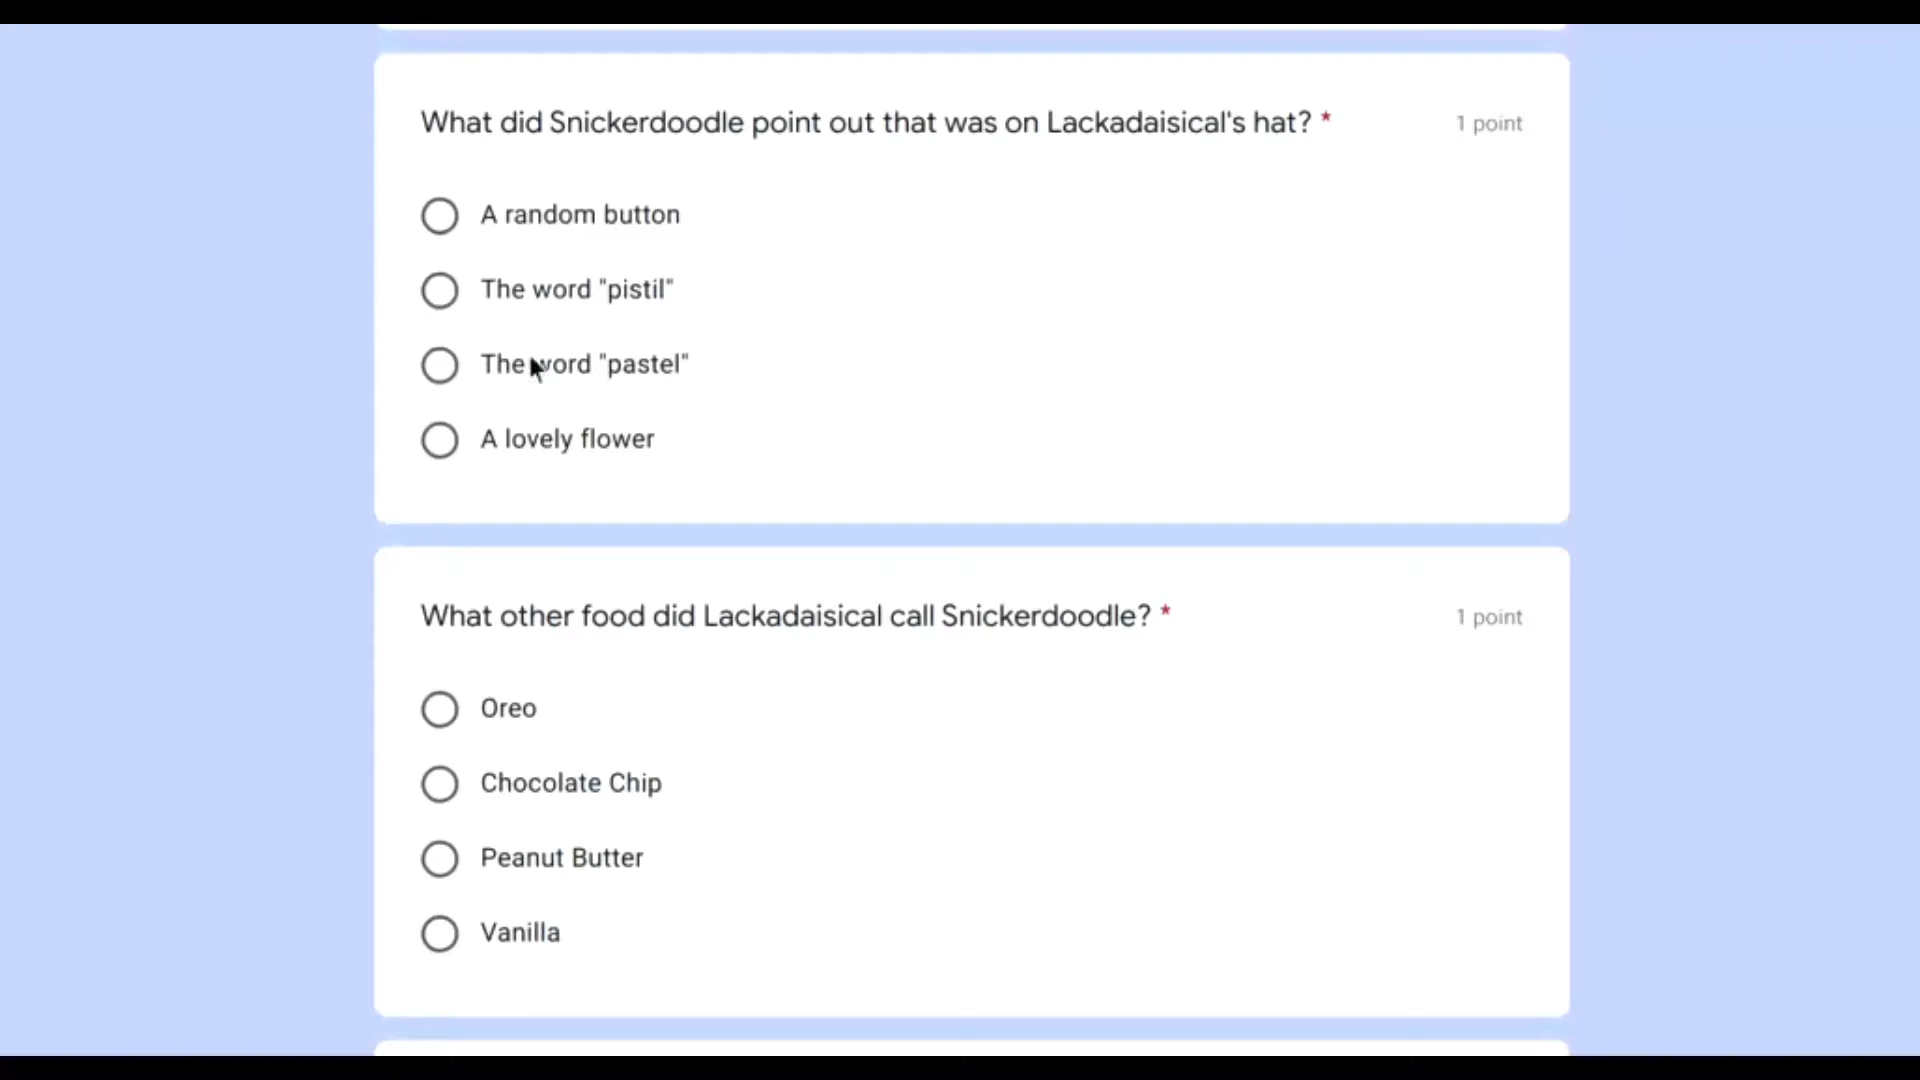 What did Snickerdoodle point out that was on Lackadaisical's hat? * 1 point
A random button
The word "pistil"
The word "pastel"
A lovely flower
What other food did Lackadaisical call Snickerdoodle? * 1 point
Oreo
Chocolate Chip
Peanut Butter
Vanilla